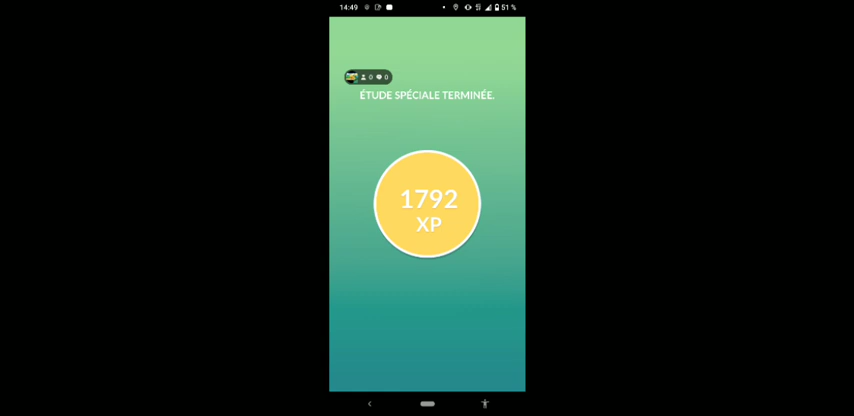 14:49 51 %
0 0
ÉTUDE SPÉCIALE TERMINÉE.
1792
XP